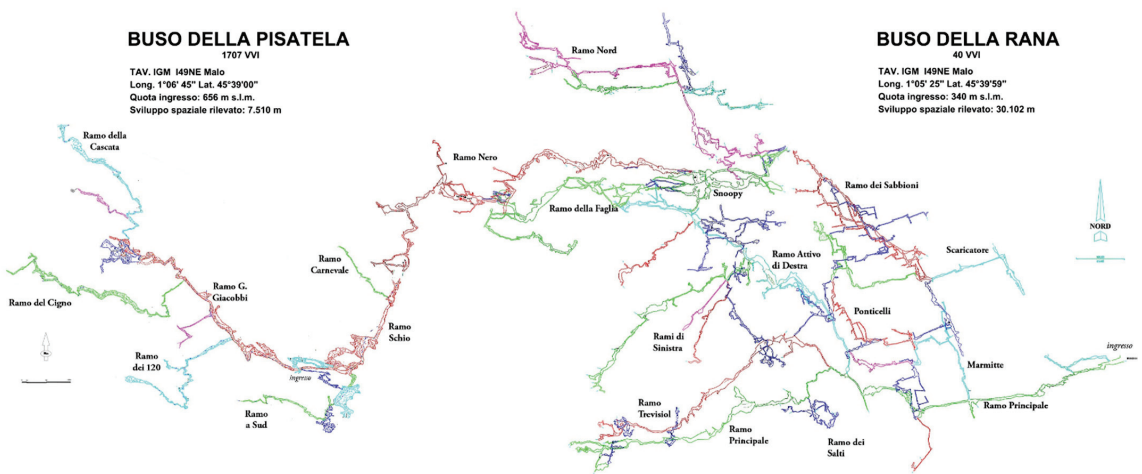 BUSO DELLA PISATELA
1707 VVI
TAV. IGM I49NE Malo
Long. 1°06' 45" Lat. 45°39'00"
Quota ingresso: 656 m s.l.m.
Sviluppo spaziale rilevato: 7.510 m
BUSO DELLA RANA
40 VVI
TAV. IGM I49NE Malo
Long. 1°05' 25" Lat. 45°39'59"
Quota ingresso: 340 m s.l.m.
Sviluppo spaziale rilevato: 30.102 m
Ramo Nord
Ramo della
Cascata
Ramo Nero
Snoopy
Ramo dei Sabbioni
Ramo della Faglia
NORD
Ramo
Carnevale
Ramo Attivo
di Destra
Scaricatore
Ramo del Cigno
Ramo G.
Giacobbi
Ponticelli
Ramo
Schio
Rami di
Sinistra
Ramo
dei 120
ingresso
ingresso
Marmitte
Ramo
a Sud
Ramo
Trevisiol
Ramo
Principale
Ramo dei
Salti
Ramo Principale